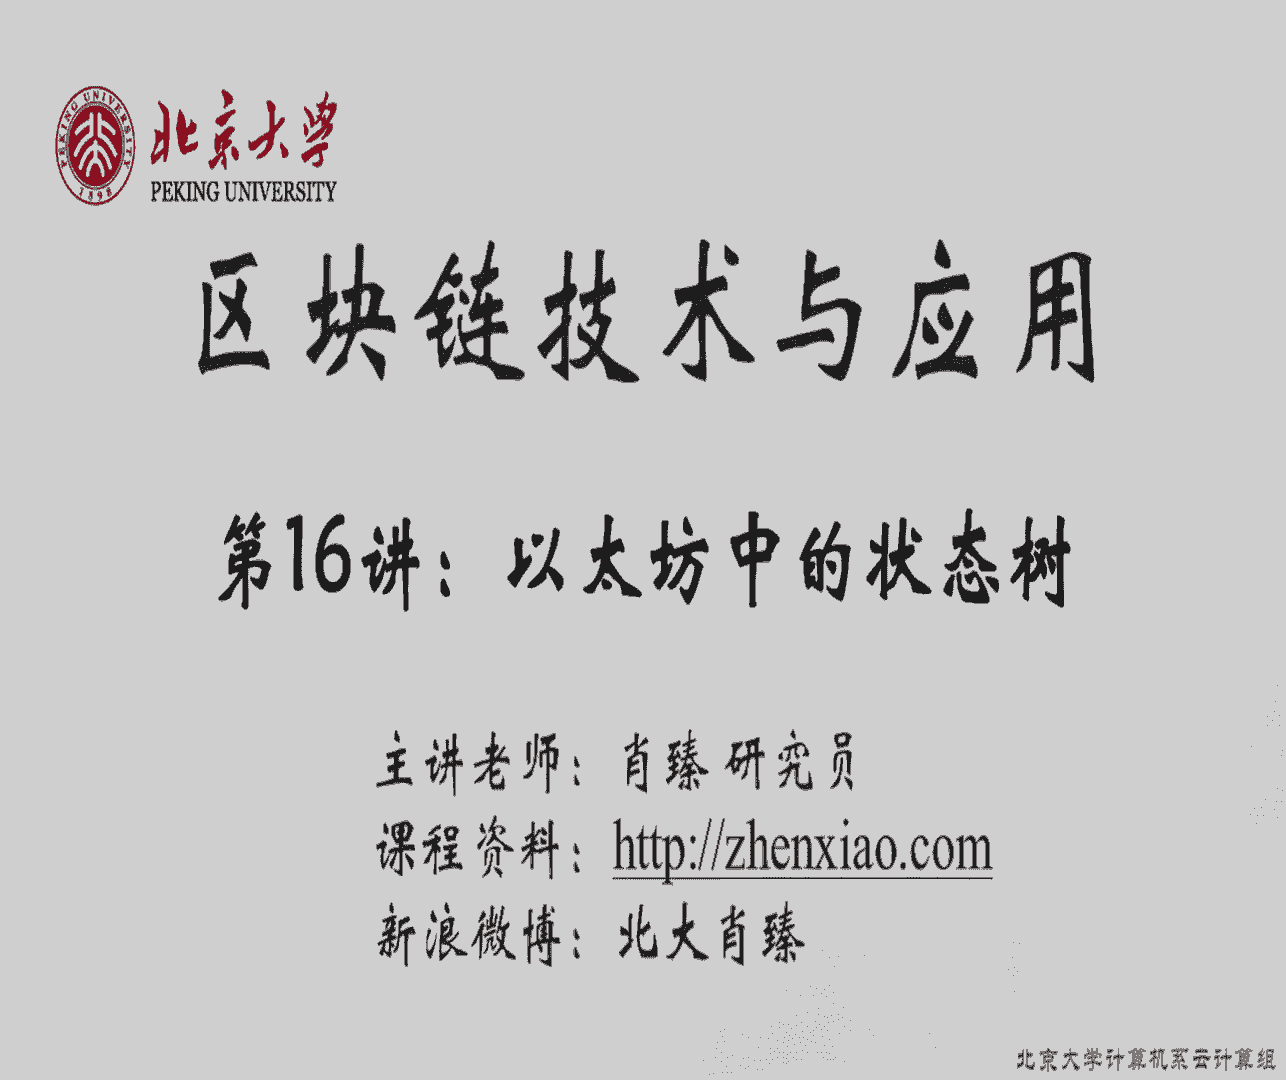 PEKING UNIVERSITY
1898
北京大学
PEKING UNIVERSITY
区块链技术与应用
第16讲：以太坊中的状态树
主讲老师：肖臻 研究员
课程资料：http://zhenxiao.com
新浪微博：北大肖臻
北京大学计算机系云计算组